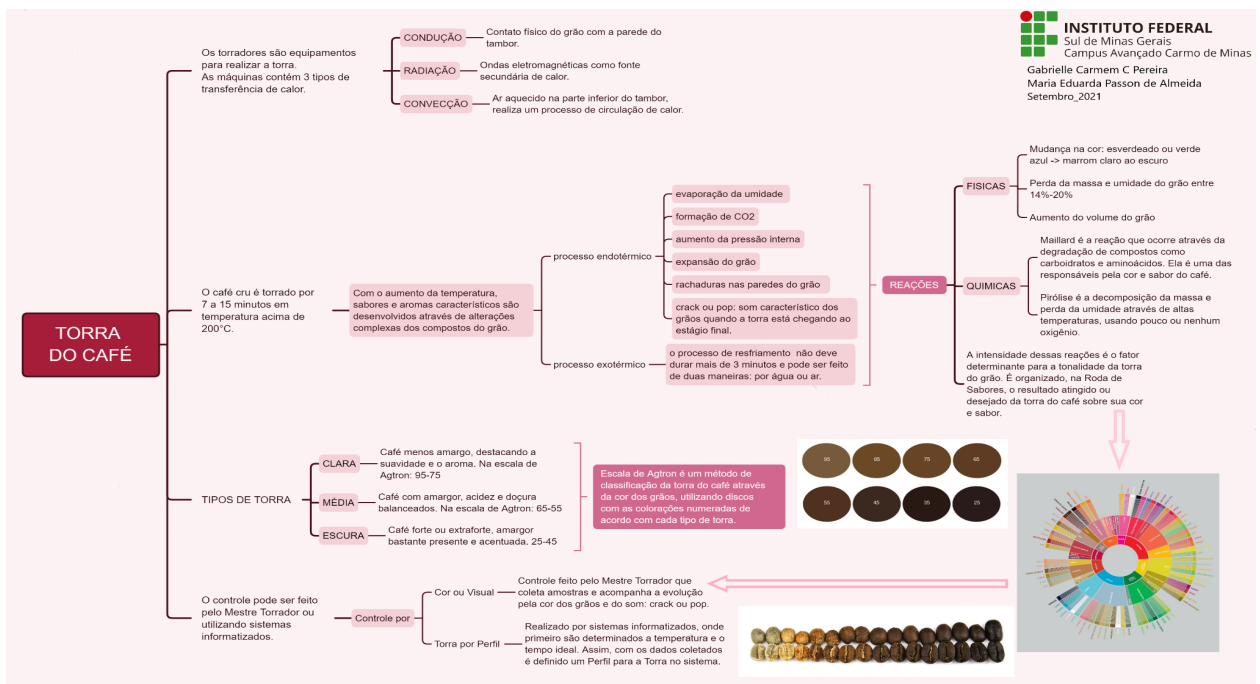 INSTITUTO FEDERAL
Sul de Minas Gerais
Campus Avançado Carmo de Minas
Gabrielle Carmem C Pereira
Maria Eduarda Passon de Almeida
Setembro_2021
TORRA
DO CAFÉ
Os torradores são equipamentos
para realizar a torra.
As máquinas contém 3 tipos de
transferência de calor.
CONDUÇÃO
Contato físico do grão com a parede do
tambor.
RADIAÇÃO
Ondas eletromagnéticas como fonte
secundária de calor.
CONVECÇÃO
Ar aquecido na parte inferior do tambor,
realiza um processo de circulação de calor.
O café cru é torrado por
7 a 15 minutos em
temperatura acima de
200°C.
Com o aumento da temperatura,
sabores e aromas característicos são
desenvolvidos através de alterações
complexas dos compostos do grão.
processo endotérmico
evaporação da umidade
formação de CO2
aumento da pressão interna
expansão do grão
rachaduras nas paredes do grão
crack ou pop: som característico dos
grãos quando a torra está chegando ao
estágio final.
processo exotérmico
o processo de resfriamento não deve
durar mais de 3 minutos e pode ser feito
de duas maneiras: por água ou ar.
REAÇÕES
FISICAS
Mudança na cor: esverdeado ou verde
azul -> marrom claro ao escuro
Perda da massa e umidade do grão entre
14%-20%
Aumento do volume do grão
QUIMICAS
Maillard é a reação que ocorre através da
degradação de compostos como
carboidratos e aminoácidos. Ela é uma das
responsáveis pela cor e sabor do café.
Pirólise é a decomposição da massa e
perda da umidade através de altas
temperaturas, usando pouco ou nenhum
oxigênio.
A intensidade dessas reações é o fator
determinante para a tonalidade da torra
do grão. É organizado, na Roda de
Sabores, o resultado atingido ou
desejado da torra do café sobre sua cor
e sabor.
TIPOS DE TORRA
CLARA
Café menos amargo, destacando a
suavidade e o aroma. Na escala de
Agtron: 95-75
MÉDIA
Café com amargor, acidez e doçura
balanceados. Na escala de Agtron: 65-55
ESCURA
Café forte ou extraforte, amargor
bastante presente e acentuada. 25-45
Escala de Agtron é um método de
classificação da torra do café através
da cor dos grãos, utilizando discos
com as colorações numeradas de
acordo com cada tipo de torra.
95 85 75 65
55 45 35 25
O controle pode ser feito
pelo Mestre Torrador ou
utilizando sistemas
informatizados.
Controle por
Cor ou Visual
Controle feito pelo Mestre Torrador que
coleta amostras e acompanha a evolução
pela cor dos grãos e do som: crack ou pop.
Torra por Perfil
Realizado por sistemas informatizados, onde
primeiro são determinados a temperatura e o
tempo ideal. Assim, com os dados coletados
é definido um Perfil para a Torra no sistema.